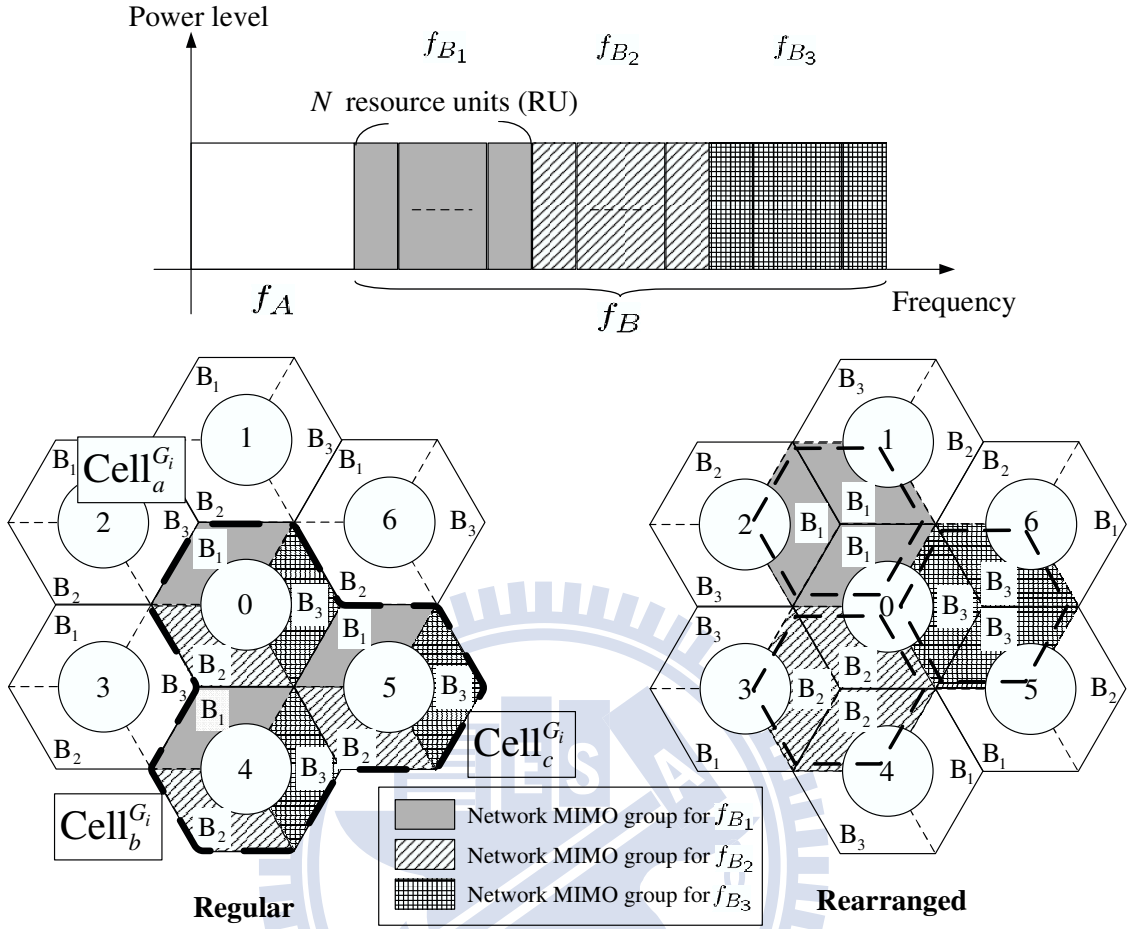 Power level
f_{B_1}
f_{B_2}
f_{B_3}
N resource units (RU)
f_A
f_B
Frequency
B_1
1
B_3
B_2
B_1
Cell_a^{G_i}
2
B_3
B_2
B_1
6
B_3
B_2
B_1
0
B_3
B_2
B_1
3
B_3
B_2
B_1
5
B_3
B_2
B_1
4
B_3
B_2
Cell_b^{G_i}
Cell_c^{G_i}
Regular
B_3
1
B_2
B_1
B_2
2
B_1
B_3
B_2
6
B_1
B_3
B_1
0
B_3
B_2
B_3
3
B_2
B_1
B_3
5
B_2
B_1
B_2
4
B_1
B_3
Rearranged
Network MIMO group for f_{B_1}
Network MIMO group for f_{B_2}
Network MIMO group for f_{B_3}
E S A